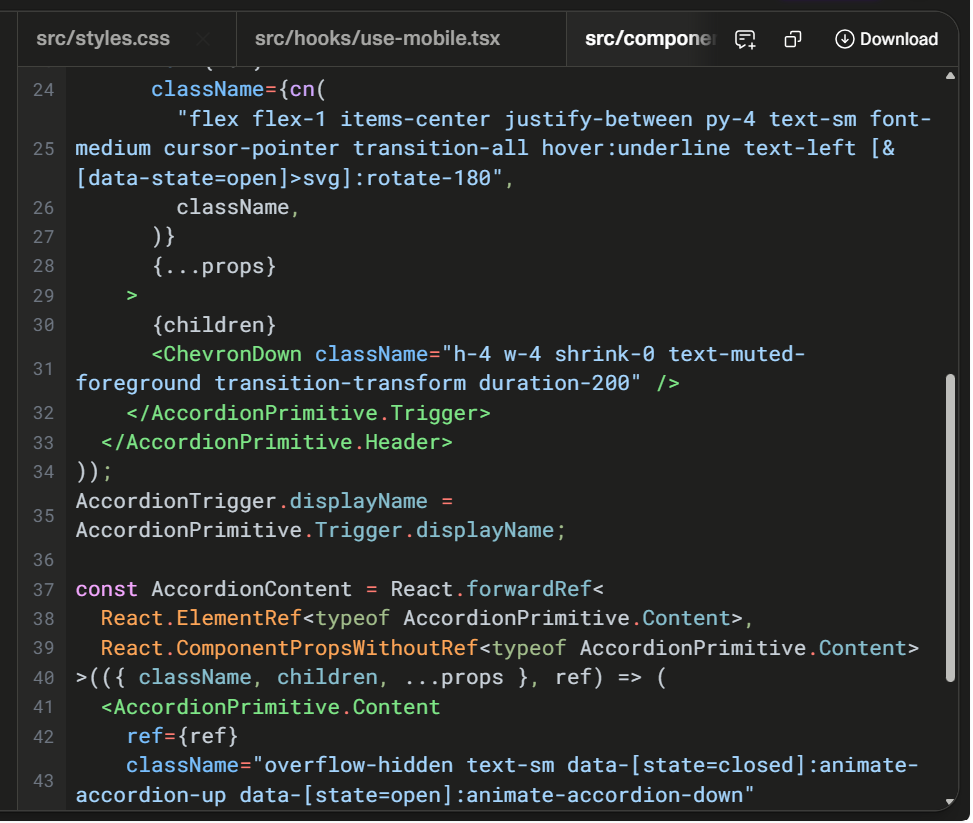 src/styles.css
src/hooks/use-mobile.tsx
src/compone
Download
24 className={cn(
"flex flex-1 items-center justify-between py-4 text-sm font-
25 medium cursor-pointer transition-all hover:underline text-left [&
[data-state=open]>svg]:rotate-180",
26 className,
27 )}
28 {...props}
29 >
30 {children}
<ChevronDown className="h-4 w-4 shrink-0 text-muted-
31
foreground transition-transform duration-200" />
32 </AccordionPrimitive.Trigger>
33 </AccordionPrimitive.Header>
34 ));
AccordionTrigger.displayName =
35
AccordionPrimitive.Trigger.displayName;
36
37 const AccordionContent = React.forwardRef<
38 React.ElementRef<typeof AccordionPrimitive.Content>,
39 React.ComponentPropsWithoutRef<typeof AccordionPrimitive.Content>
40 >(({ className, children, ...props }, ref) => (
41 <AccordionPrimitive.Content
42 ref={ref}
className="overflow-hidden text-sm data-[state=closed]:animate-
43
accordion-up data-[state=open]:animate-accordion-down"